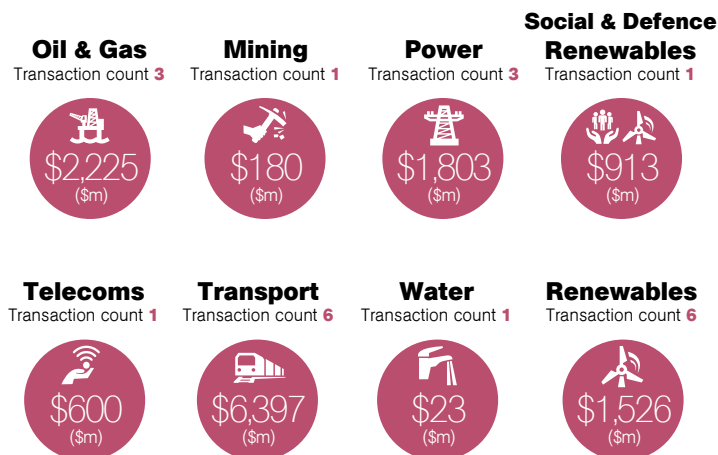 Oil & Gas
Transaction count 3
$2,225
($m)
Mining
Transaction count 1
$180
($m)
Power
Transaction count 3
$1,803
($m)
Social & Defence
Renewables
Transaction count 1
$913
($m)
Telecoms
Transaction count 1
$600
($m)
Transport
Transaction count 6
$6,397
($m)
Water
Transaction count 1
$23
($m)
Renewables
Transaction count 6
$1,526
($m)